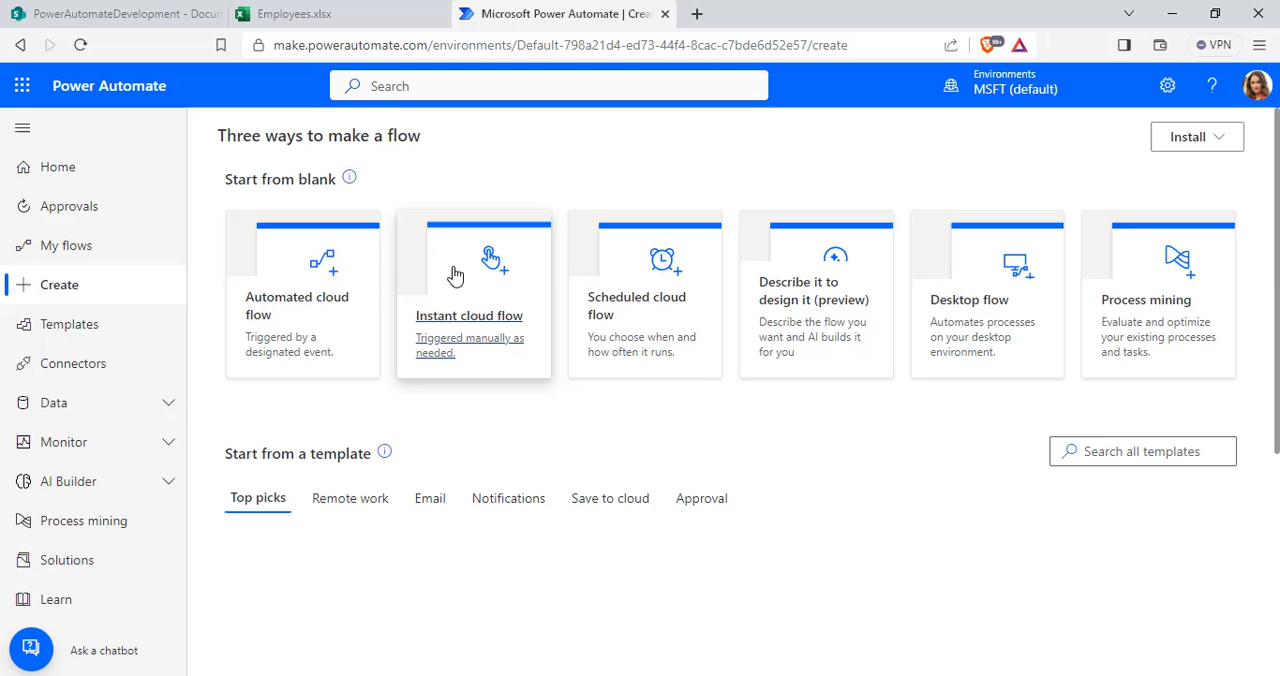 PowerAutomateDevelopment - Docum
Employees.xlsx
Microsoft Power Automate | Crea
make.powerautomate.com/environments/Default-798a21d4-ed73-44f4-8cac-c7bde6d52e57/create
99+
VPN
Power Automate
Search
Environments
MSFT (default)
Home
Approvals
My flows
Create
Templates
Connectors
Data
Monitor
AI Builder
Process mining
Solutions
Learn
Ask a chatbot
Three ways to make a flow
Install
Start from blank
Automated cloud
flow
Triggered by a
designated event.
Instant cloud flow
Triggered manually as
needed.
Scheduled cloud
flow
You choose when and
how often it runs.
Describe it to
design it (preview)
Describe the flow you
want and AI builds it
for you
Desktop flow
Automates processes
on your desktop
environment.
Process mining
Evaluate and optimize
your existing processes
and tasks.
Start from a template
Search all templates
Top picks
Remote work
Email
Notifications
Save to cloud
Approval